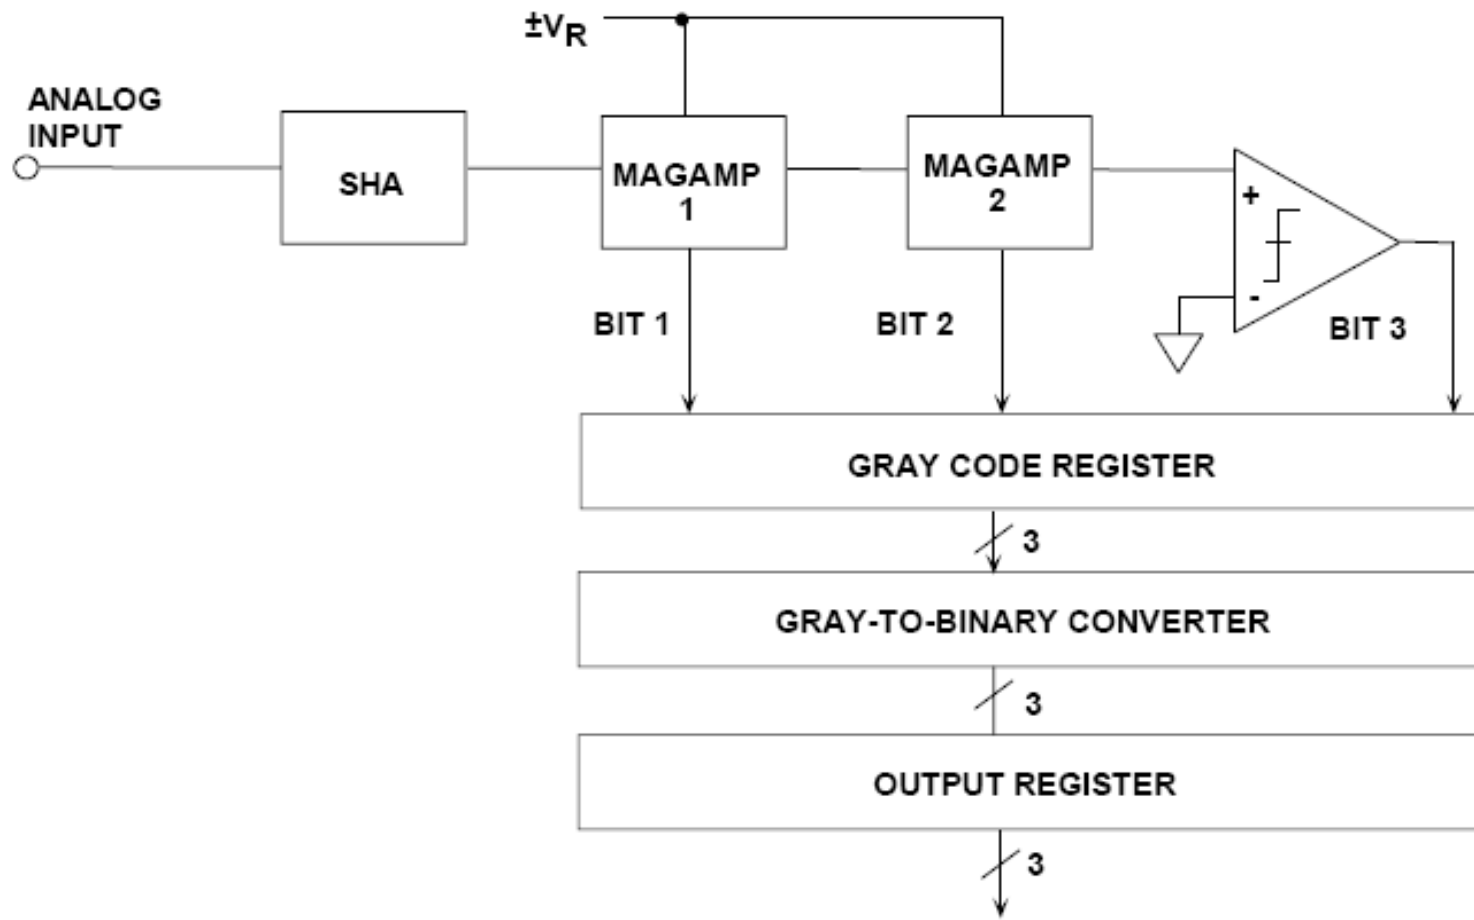 ±VR
ANALOG
INPUT
SHA
MAGAMP
1
MAGAMP
2
+
-
BIT 1
BIT 2
BIT 3
GRAY CODE REGISTER
3
GRAY-TO-BINARY CONVERTER
3
OUTPUT REGISTER
3